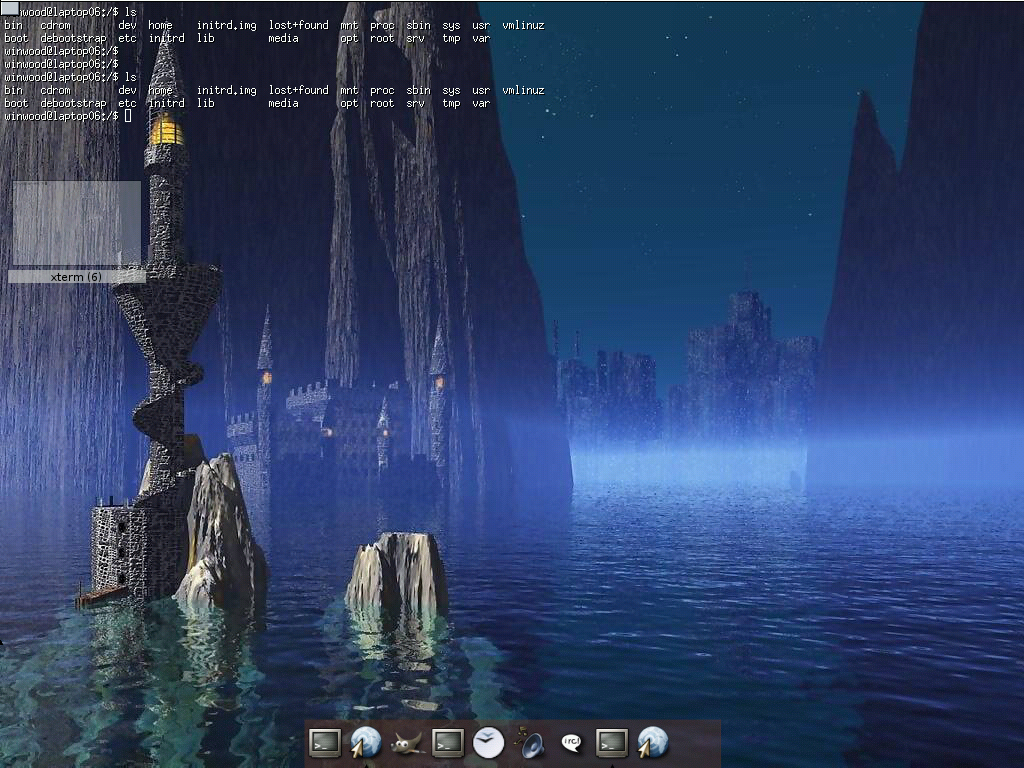 winwood@laptop06:/$ ls
bin cdrom dev home initrd.img lost+found mnt proc sbin sys usr vmlinuz
boot debootstrap etc initrd lib media opt root srv tmp var
winwood@laptop06:/$
winwood@laptop06:/$
winwood@laptop06:/$ ls
bin cdrom dev home initrd.img lost+found mnt proc sbin sys usr vmlinuz
boot debootstrap etc initrd lib media opt root srv tmp var
winwood@laptop06:/$
xterm (6)
irc!